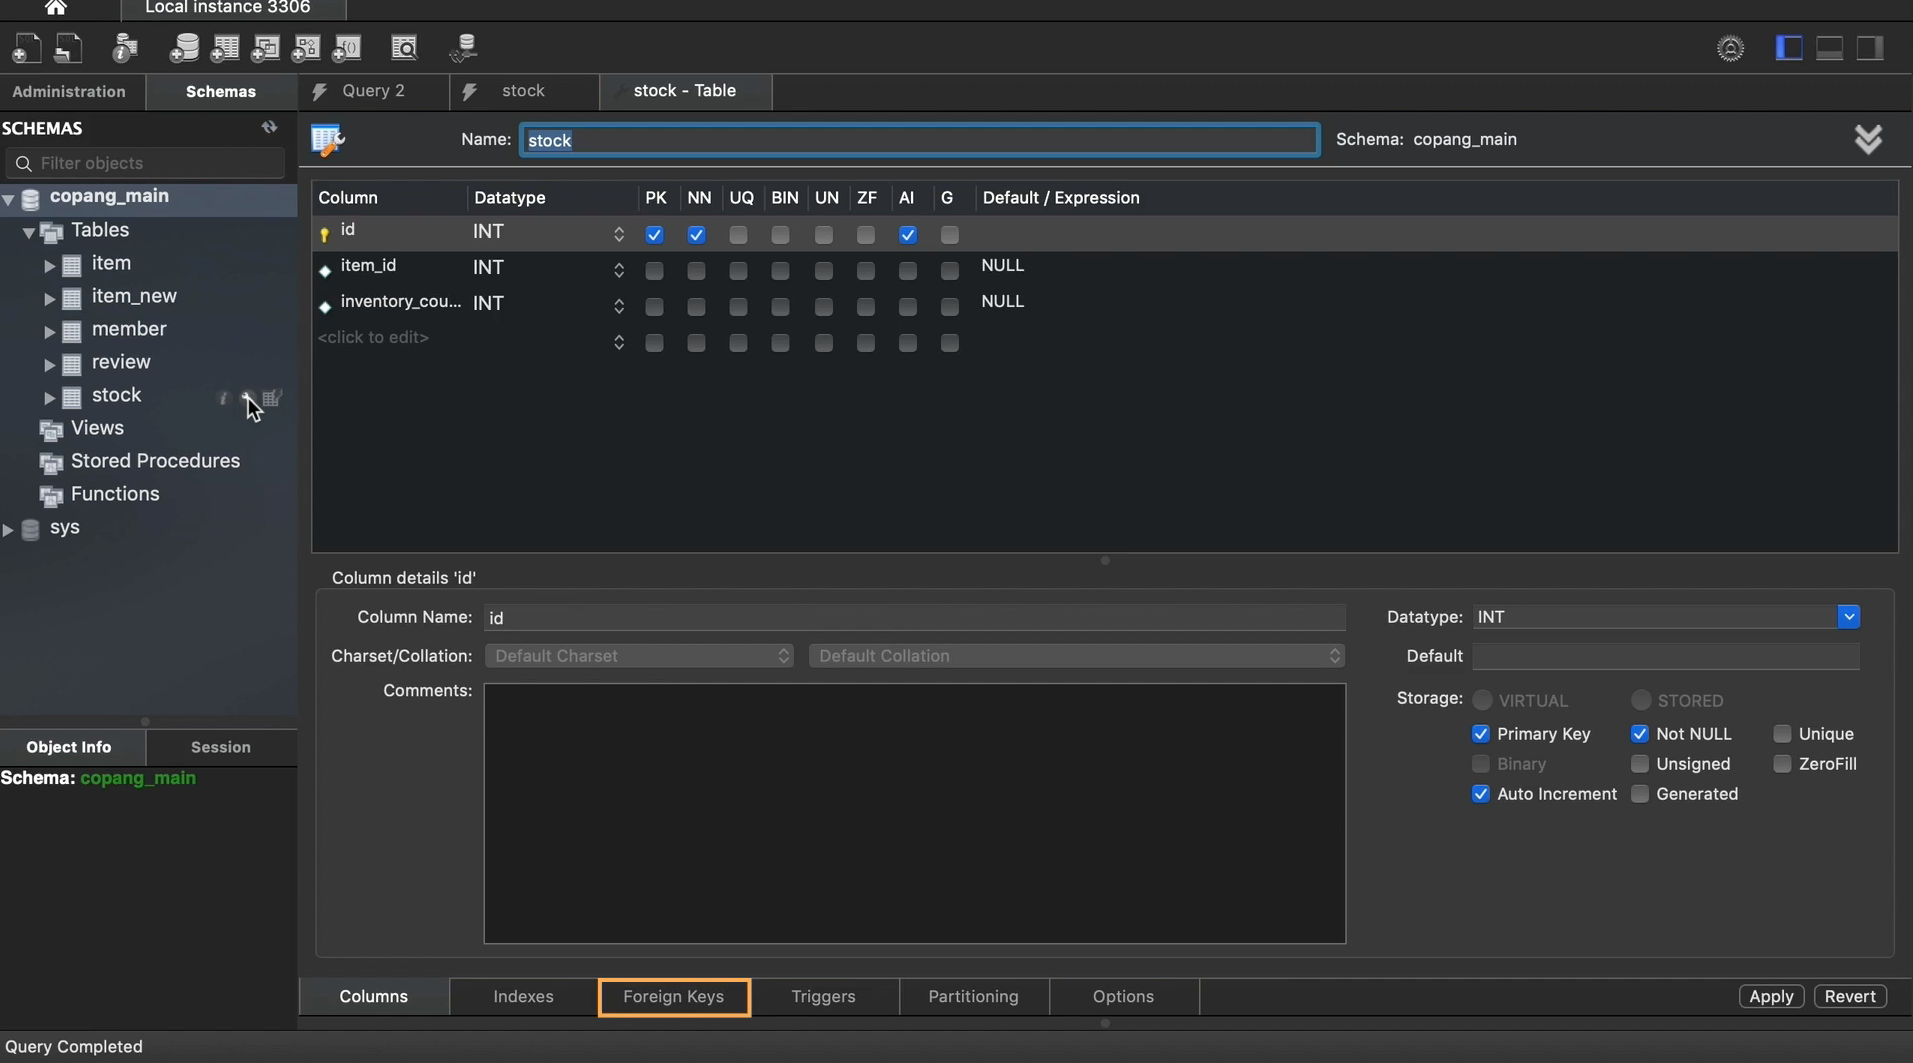 Local instance 3306
Administration Schemas Query 2 stock stock - Table
SCHEMAS
Name: stock Schema: copang_main
Filter objects
copang_main
Tables
item
item_new
member
review
stock
Views
Stored Procedures
Functions
sys
Column Datatype PK NN UQ BIN UN ZF AI G Default / Expression
id INT
item_id INT NULL
inventory_cou... INT NULL
<click to edit>
Column details 'id'
Column Name: id Datatype: INT
Charset/Collation: Default Charset Default Collation Default
Comments: Storage: VIRTUAL STORED
Primary Key Not NULL Unique
Binary Unsigned ZeroFill
Auto Increment Generated
Object Info Session
Schema: copang_main
Columns Indexes Foreign Keys Triggers Partitioning Options Apply Revert
Query Completed